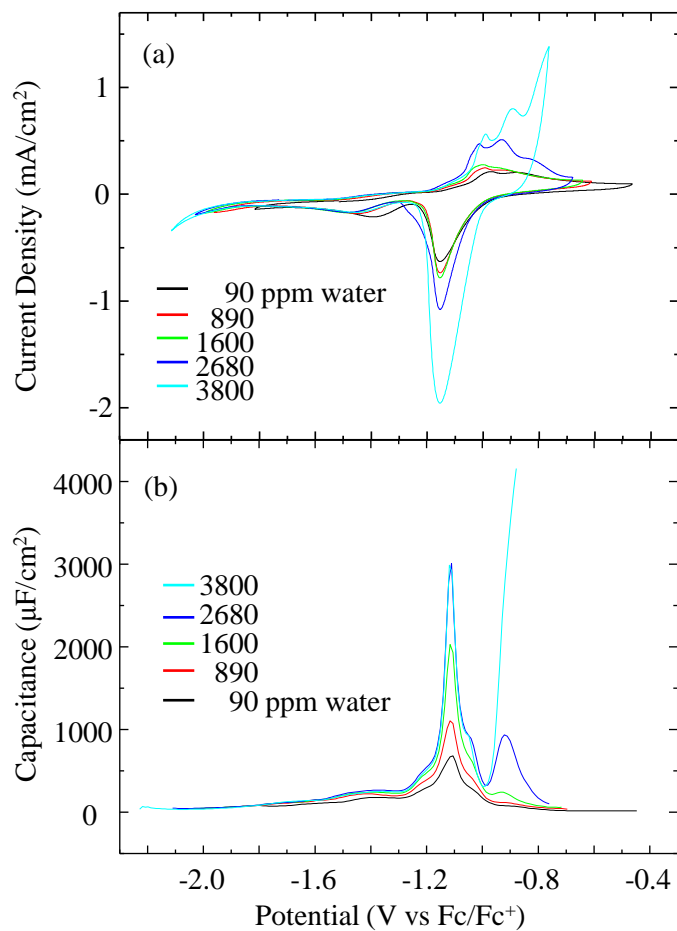 (a)
1
0
-1
-2
Current Density (mA/cm²)
90 ppm water
890
1600
2680
3800
(b)
4000
3000
2000
1000
0
Capacitance (µF/cm²)
3800
2680
1600
890
90 ppm water
-2.0 -1.6 -1.2 -0.8 -0.4
Potential (V vs Fc/Fc⁺)